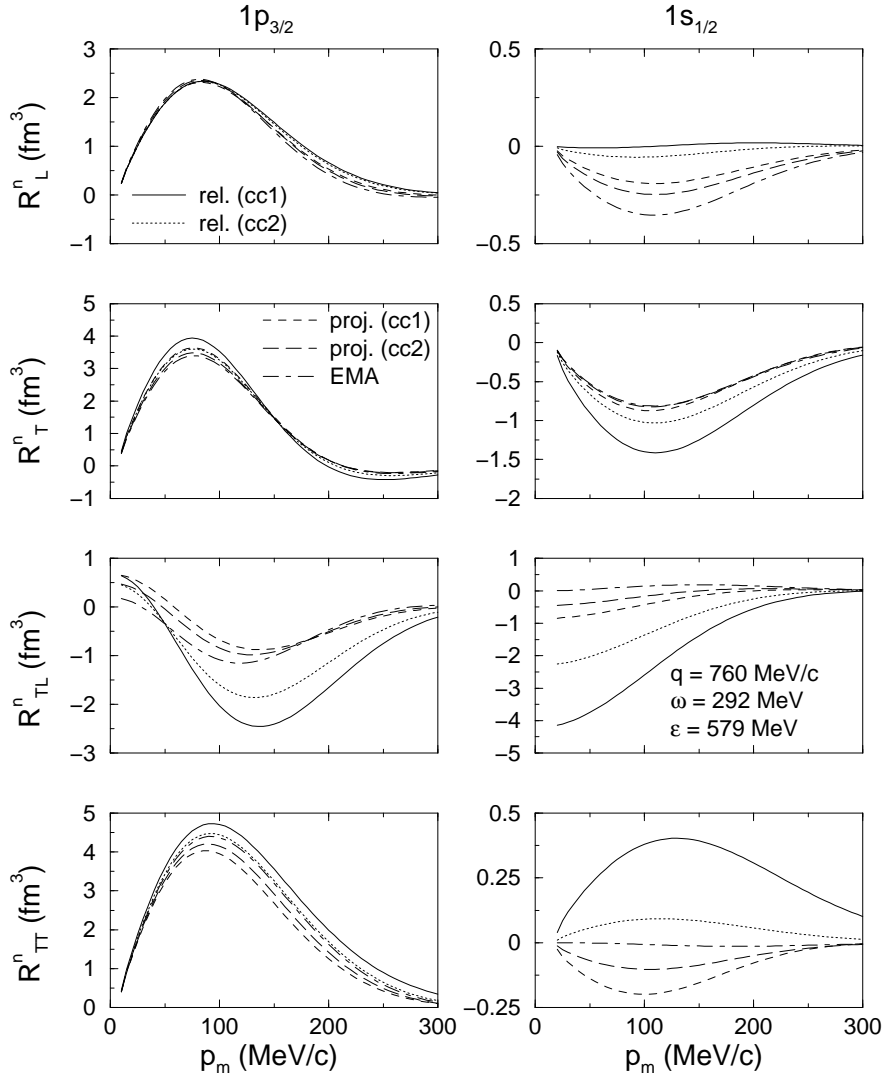 1p3/2
1s1/2
3
2
1
0
−1
R^n_L (fm^3)
rel. (cc1)
rel. (cc2)
0.5
0
−0.5
5
4
3
2
1
0
−1
R^n_T (fm^3)
proj. (cc1)
proj. (cc2)
EMA
0
−0.5
−1
−1.5
−2
1
0
−1
−2
−3
R^n_TL (fm^3)
1
0
−1
−2
−3
−4
−5
q = 760 MeV/c
ω = 292 MeV
ε = 579 MeV
5
4
3
2
1
0
R^n_TT (fm^3)
0 100 200 300
p_m (MeV/c)
0.5
0.25
0
−0.25
0 100 200 300
p_m (MeV/c)